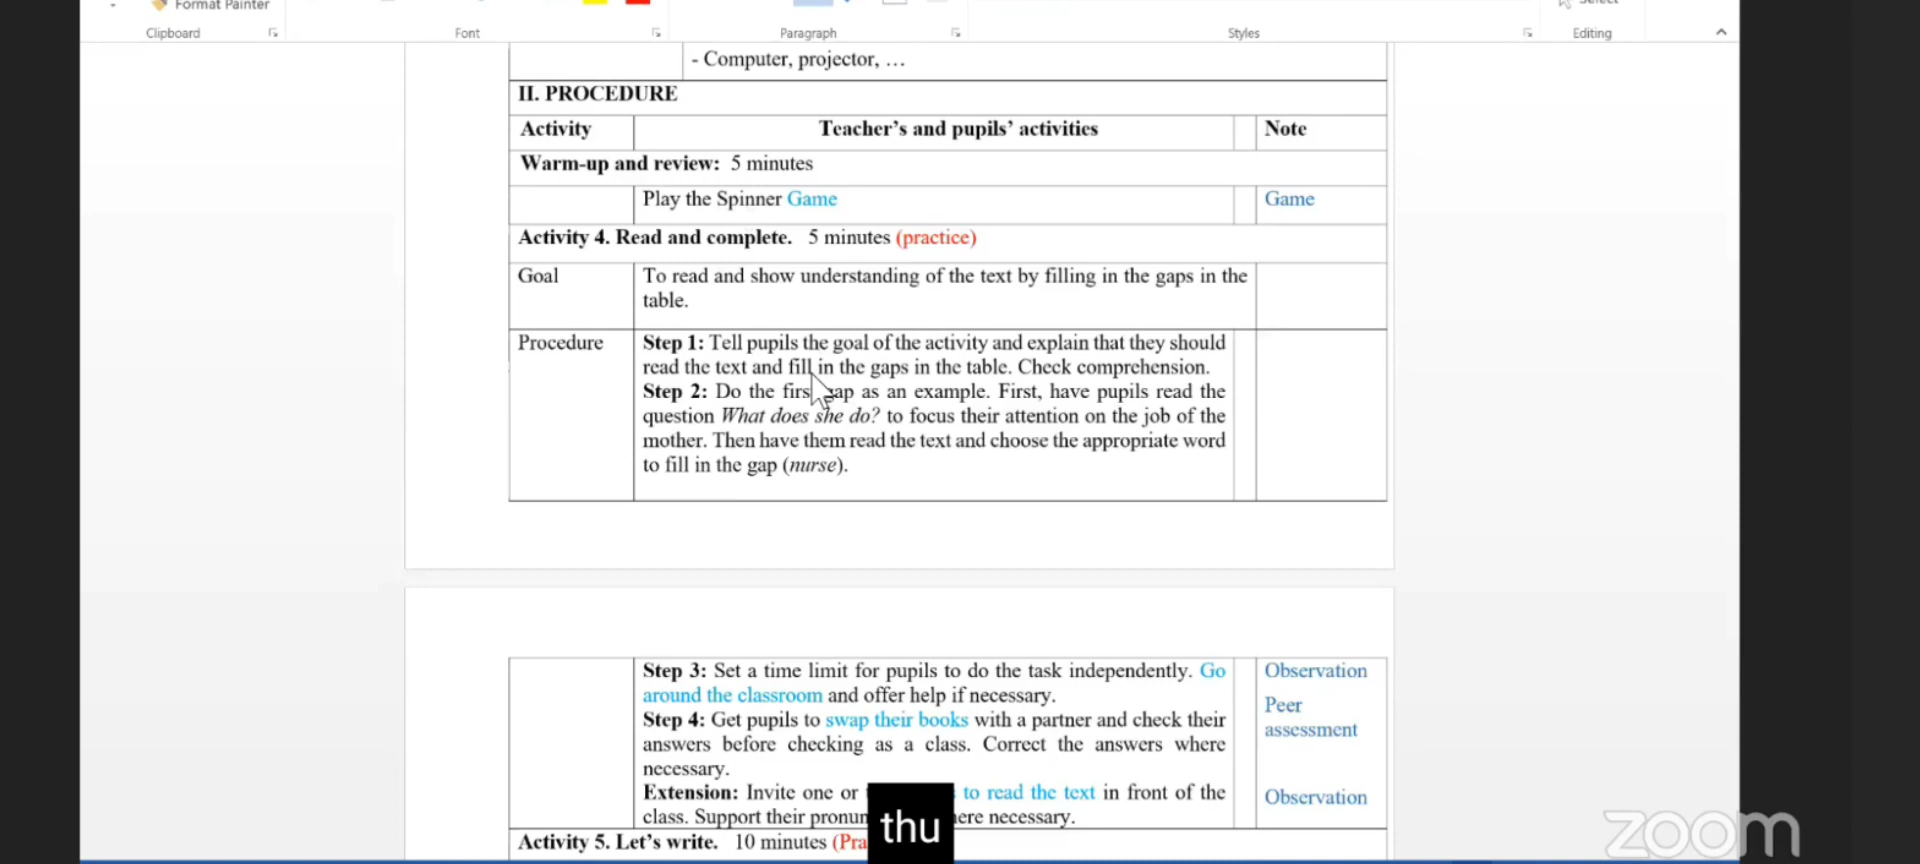 Format Painter
Select
Clipboard
Font
Paragraph
Styles
Editing
- Computer, projector, …
II. PROCEDURE
Activity
Teacher's and pupils' activities
Note
Warm-up and review: 5 minutes
Play the Spinner Game
Game
Activity 4. Read and complete. 5 minutes (practice)
Goal
To read and show understanding of the text by filling in the gaps in the
table.
Procedure
Step 1: Tell pupils the goal of the activity and explain that they should
read the text and fill in the gaps in the table. Check comprehension.
Step 2: Do the first gap as an example. First, have pupils read the
question What does she do? to focus their attention on the job of the
mother. Then have them read the text and choose the appropriate word
to fill in the gap (nurse).
Step 3: Set a time limit for pupils to do the task independently. Go
Observation
around the classroom and offer help if necessary.
Step 4: Get pupils to swap their books with a partner and check their
Peer
assessment
answers before checking as a class. Correct the answers where
necessary.
Extension: Invite one or to read the text in front of the
Observation
class. Support their necessary.
Activity 5. Let's write. 10 minutes
thu
zoom